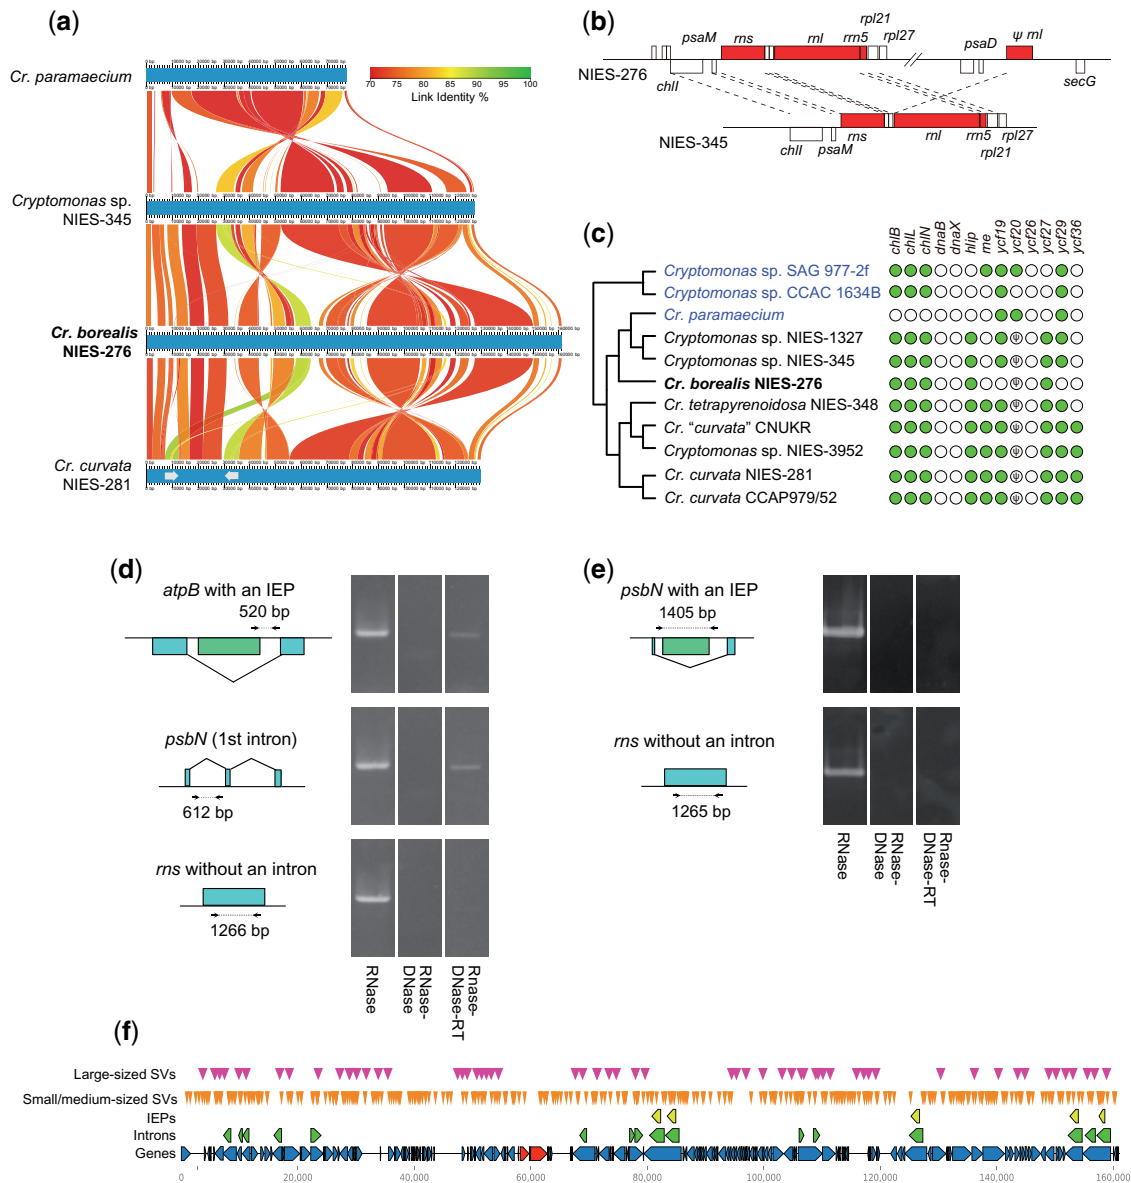 (a)
Cr. paramaecium
Cryptomonas sp.
NIES-345
Cr. borealis
NIES-276
Cr. curvata
NIES-281
70 75 80 85 90 95 100
Link Identity %
(b)
psaM rns rnl rrn5 rpl21 rpl27 psaD ψ rnl
NIES-276
chlI secG
NIES-345
chlI psaM rns rnl rrn5 rpl21 rpl27
(c)
chlB chlL chlN dnaB dnaX hlip rne ycf19 ycf20 ycf26 ycf27 ycf29 ycf36
Cryptomonas sp. SAG 977-2f
Cryptomonas sp. CCAC 1634B
Cr. paramaecium
Cryptomonas sp. NIES-1327
Cryptomonas sp. NIES-345
Cr. borealis NIES-276
Cr. tetrapyrenoidosa NIES-348
Cr. "curvata" CNUKR
Cryptomonas sp. NIES-3952
Cr. curvata NIES-281
Cr. curvata CCAP979/52
(d)
atpB with an IEP
520 bp
psbN (1st intron)
612 bp
rns without an intron
1266 bp
RNase
RNase-
DNase
Rnase-
DNase-RT
(e)
psbN with an IEP
1405 bp
rns without an intron
1265 bp
RNase
RNase-
DNase
Rnase-
DNase-RT
(f)
Large-sized SVs
Small/medium-sized SVs
IEPs
Introns
Genes
0 20,000 40,000 60,000 80,000 100,000 120,000 140,000 160,000